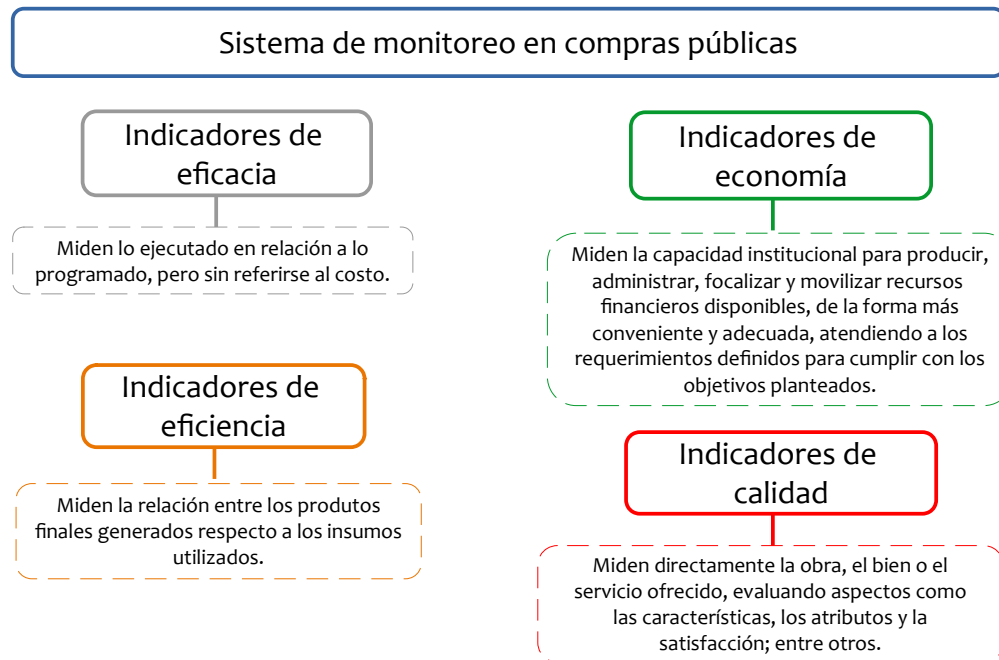 Sistema de monitoreo en compras públicas
Indicadores de
eficacia
Miden lo ejecutado en relación a lo
programado, pero sin referirse al costo.
Indicadores de
eficiencia
Miden la relación entre los produtos
finales generados respecto a los insumos
utilizados.
Indicadores de
economía
Miden la capacidad institucional para producir,
administrar, focalizar y movilizar recursos
financieros disponibles, de la forma más
conveniente y adecuada, atendiendo a los
requerimientos definidos para cumplir con los
objetivos planteados.
Indicadores de
calidad
Miden directamente la obra, el bien o el
servicio ofrecido, evaluando aspectos como
las características, los atributos y la
satisfacción; entre otros.